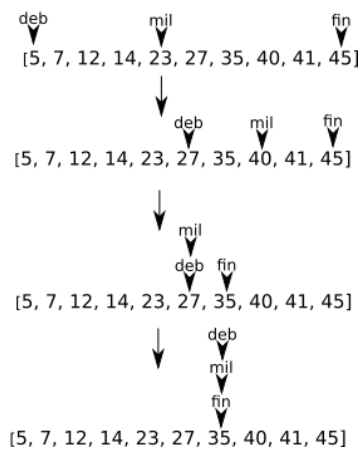 deb mil fin
[5, 7, 12, 14, 23, 27, 35, 40, 41, 45]
deb mil fin
[5, 7, 12, 14, 23, 27, 35, 40, 41, 45]
mil
deb fin
[5, 7, 12, 14, 23, 27, 35, 40, 41, 45]
deb
mil
fin
[5, 7, 12, 14, 23, 27, 35, 40, 41, 45]